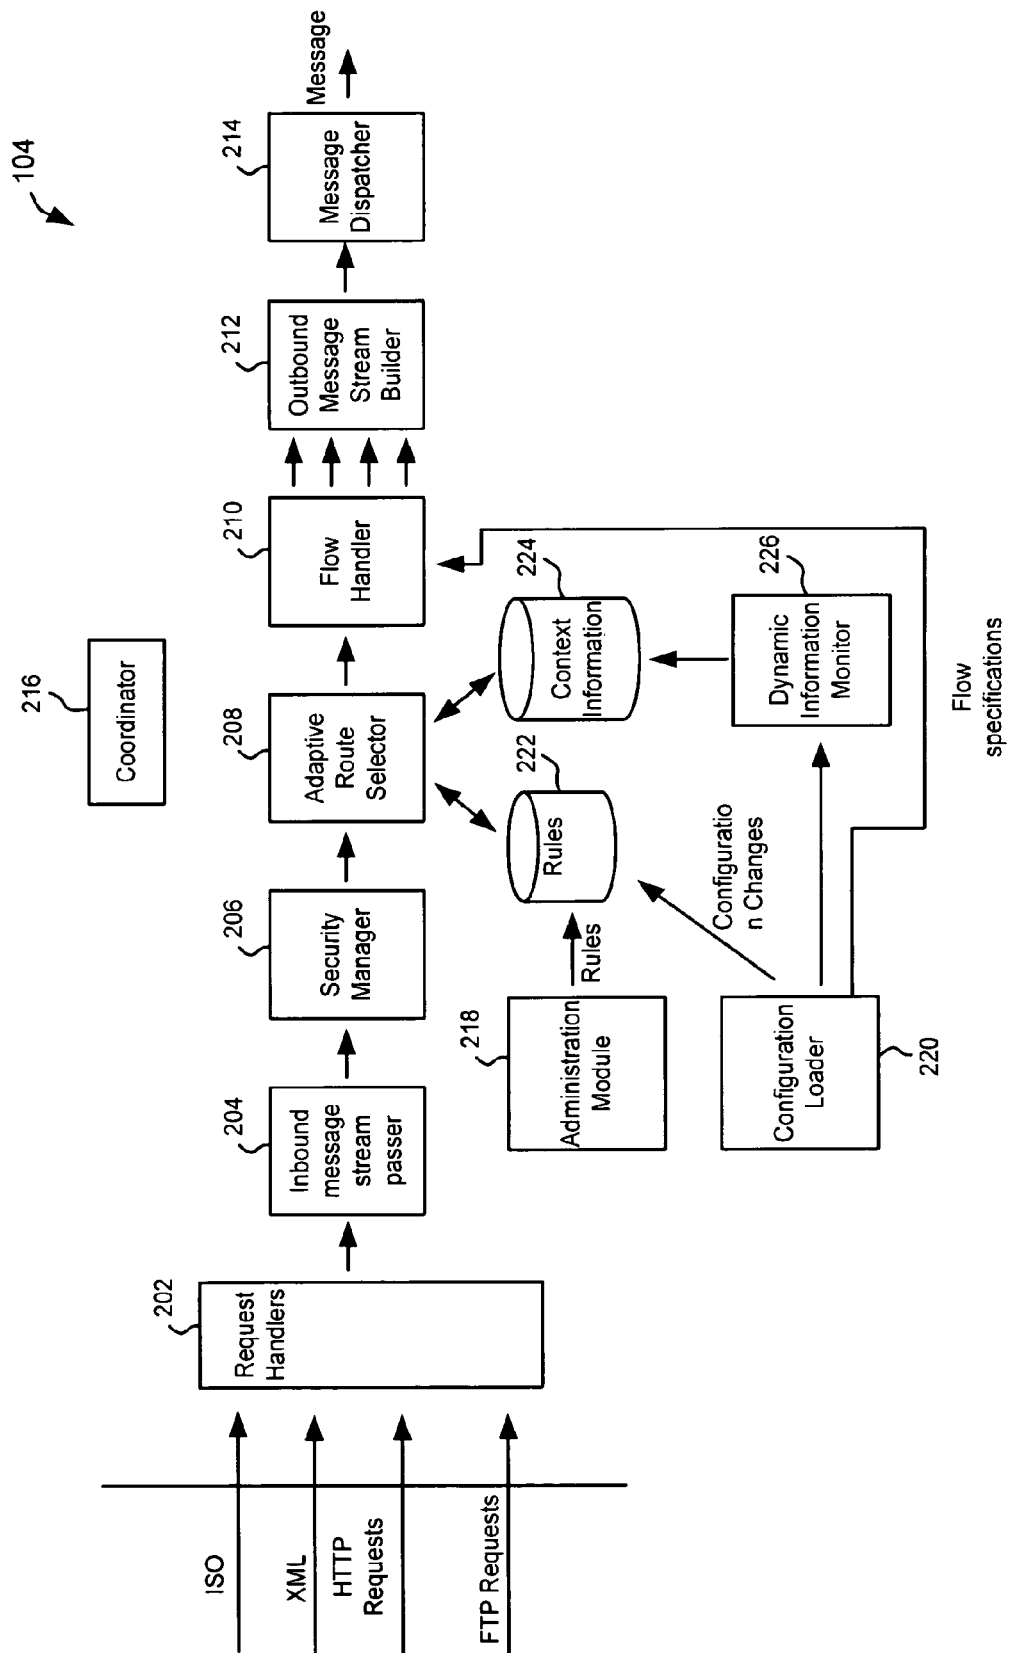 104
216
Coordinator
ISO
XML
HTTP
Requests
FTP Requests
202
Request
Handlers
204
Inbound
message
stream
passer
206
Security
Manager
208
Adaptive
Route
Selector
210
Flow
Handler
212
Outbound
Message
Stream
Builder
214
Message
Dispatcher
Message
218
Administration
Module
Rules
222
Rules
224
Context
Information
226
Dynamic
Information
Monitor
Configuratio
n Changes
Configuration
Loader
220
Flow
specifications